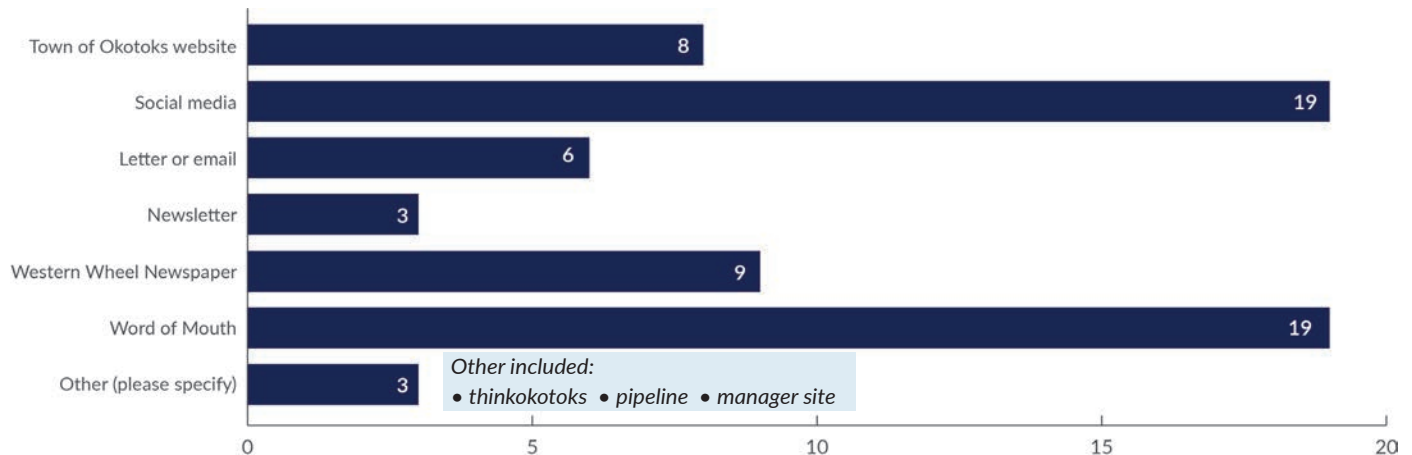 Town of Okotoks website 8
Social media 19
Letter or email 6
Newsletter 3
Western Wheel Newspaper 9
Word of Mouth 19
Other (please specify) 3
Other included:
• thinkokotoks • pipeline • manager site
0 5 10 15 20